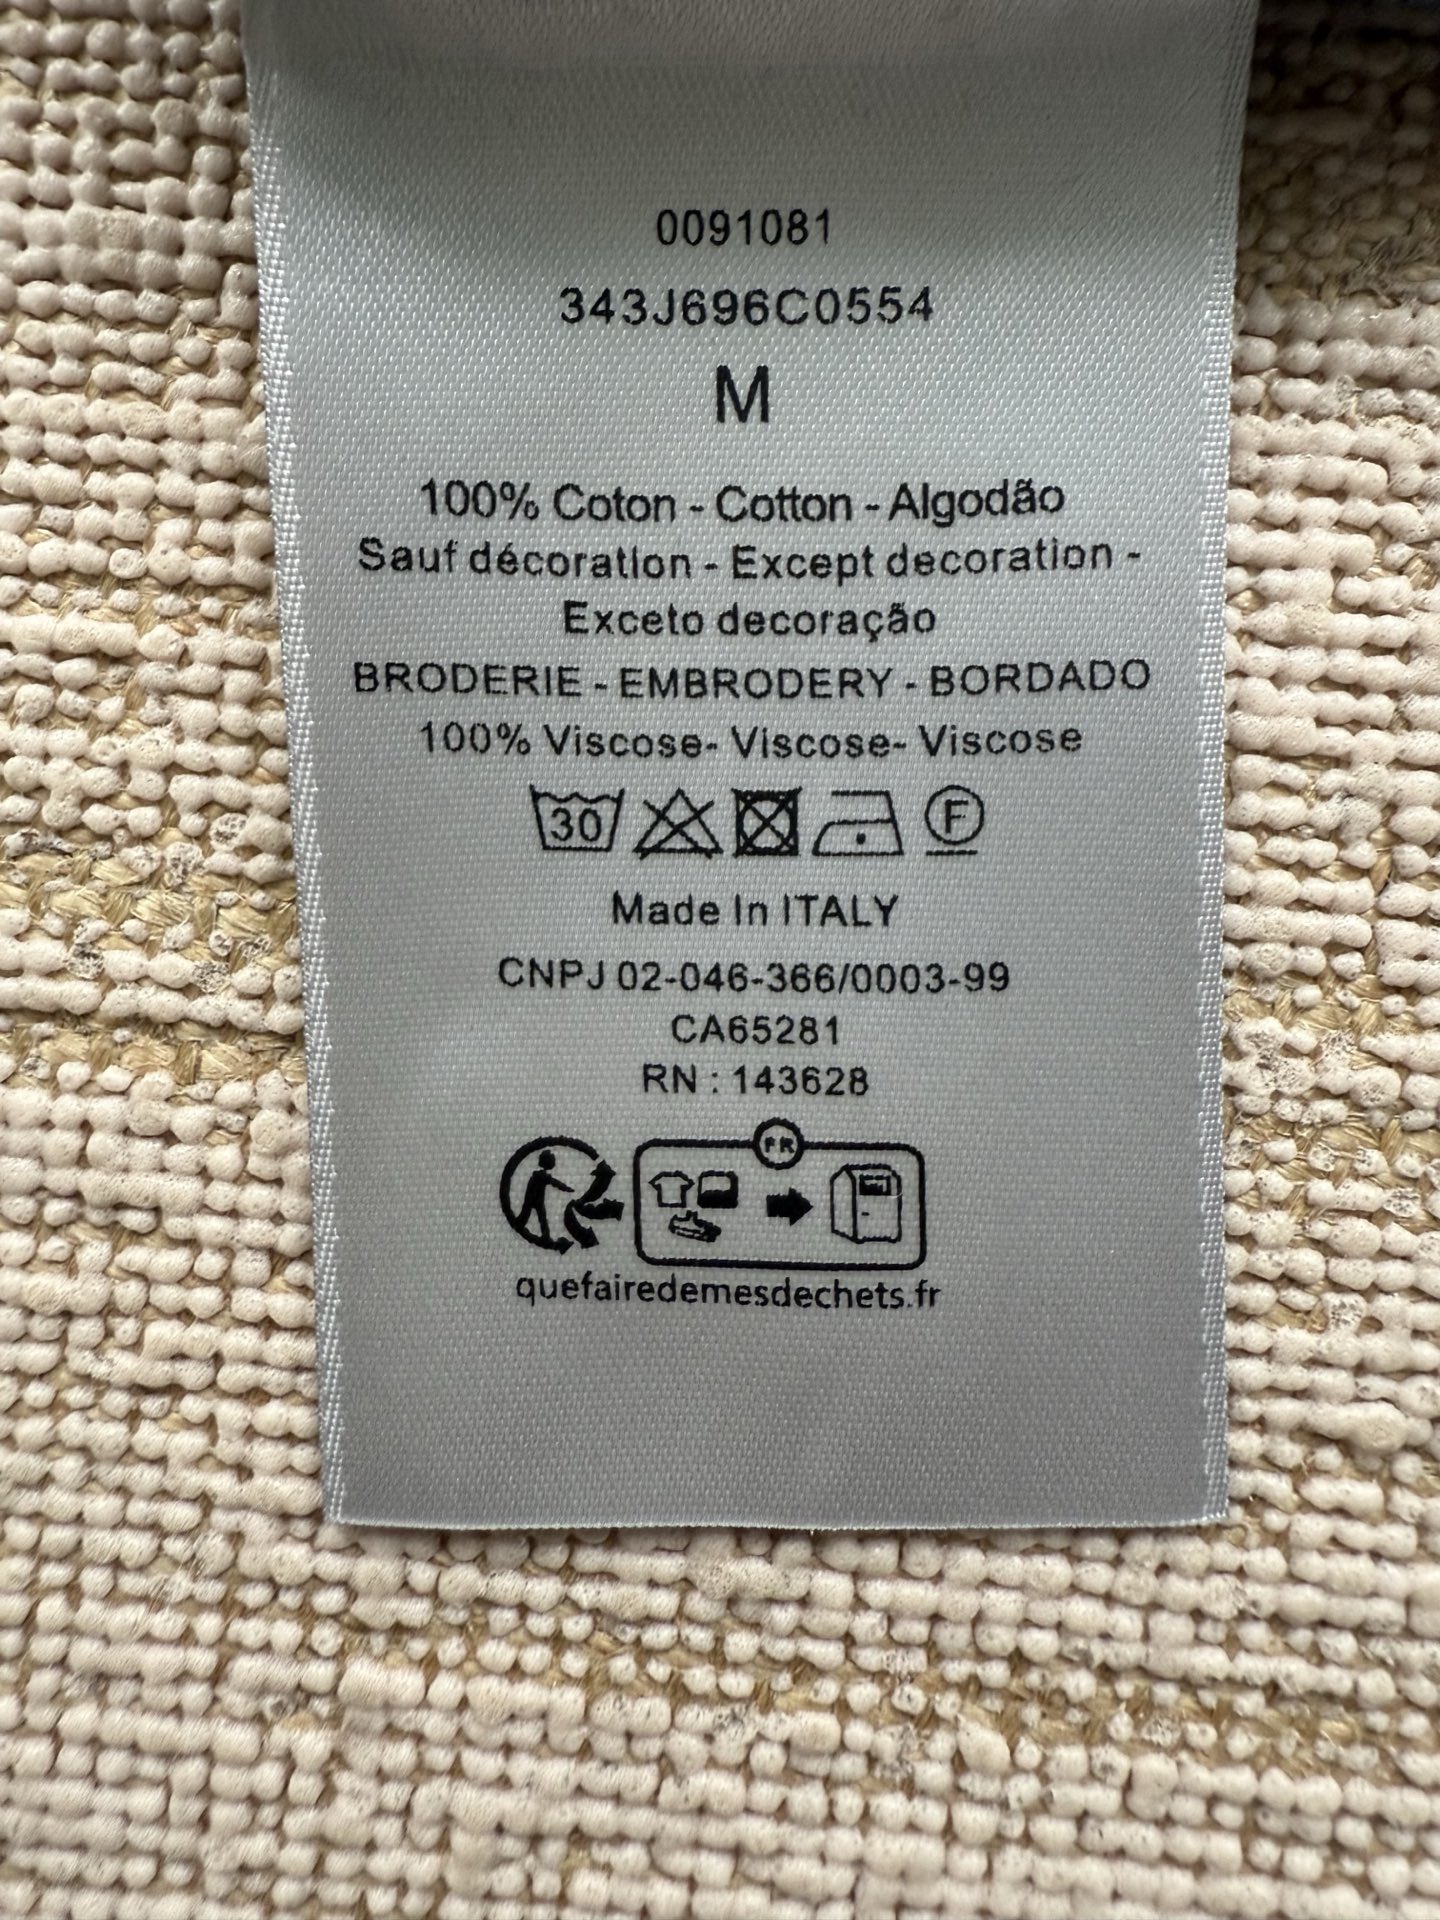 0091081
343J696C0554
M
100% Coton - Cotton - Algodão
Sauf décoration - Except decoration -
Exceto decoração
BRODERIE - EMBRODERY - BORDADO
100% Viscose- Viscose- Viscose
30 F
Made In ITALY
CNPJ 02-046-366/0003-99
CA65281
RN : 143628
FR
quefairedemesdechets.fr